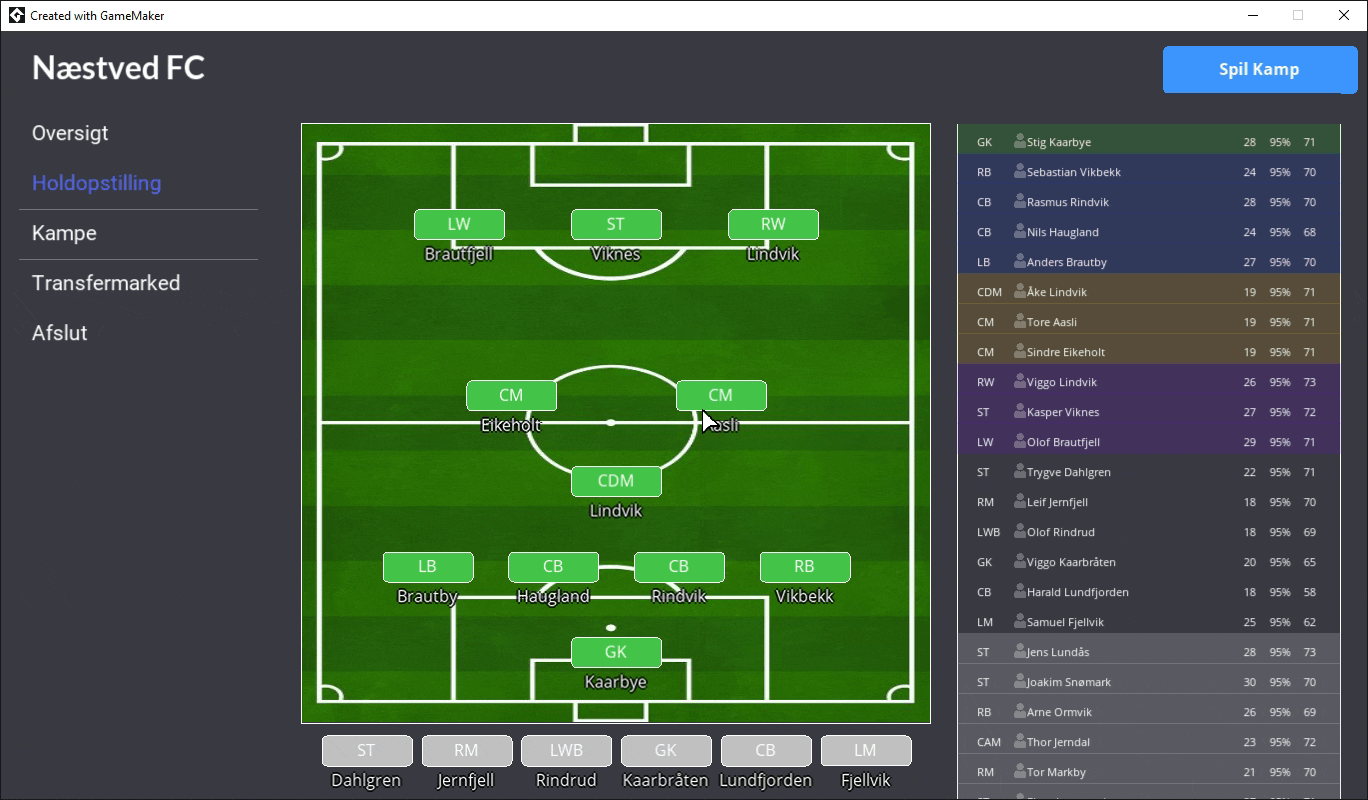 Created with GameMaker
Næstved FC
Spil Kamp
Oversigt
Holdopstilling
Kampe
Transfermarked
Afslut
LW ST RW
Brautfjell Viknes Lindvik
CM CM
Eikeholt Aasli
CDM
Lindvik
LB CB CB RB
Brautby Haugland Rindvik Vikbekk
GK
Kaarbye
ST RM LWB GK CB LM
Dahlgren Jernfjell Rindrud Kaarbråten Lundfjorden Fjellvik
GK Stig Kaarbye 28 95% 71
RB Sebastian Vikbekk 24 95% 70
CB Rasmus Rindvik 28 95% 70
CB Nils Haugland 24 95% 68
LB Anders Brautby 27 95% 70
CDM Åke Lindvik 19 95% 71
CM Tore Aasli 19 95% 71
CM Sindre Eikeholt 19 95% 71
RW Viggo Lindvik 26 95% 73
ST Kasper Viknes 27 95% 72
LW Olof Brautfjell 29 95% 71
ST Trygve Dahlgren 22 95% 71
RM Leif Jernfjell 18 95% 70
LWB Olof Rindrud 18 95% 69
GK Viggo Kaarbråten 20 95% 65
CB Harald Lundfjorden 18 95% 58
LM Samuel Fjellvik 25 95% 62
ST Jens Lundås 28 95% 73
ST Joakim Snømark 30 95% 70
RB Arne Ormvik 26 95% 69
CAM Thor Jerndal 23 95% 72
RM Tor Markby 21 95% 70